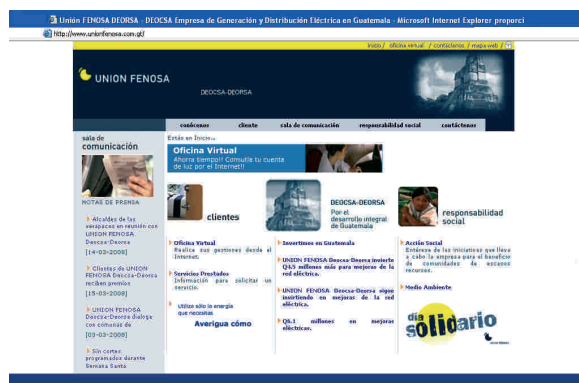 Unión FENOSA DEORSA - DEOCSA Empresa de Generación y Distribución Eléctrica en Guatemala - Microsoft Internet Explorer proporci
http://www.unionfenosa.com.gt/
inicio / oficina virtual / contáctenos / mapa web /
UNION FENOSA
DEOCSA-DEORSA
conócenos cliente sala de comunicación responsabilidad social contáctenos
sala de
comunicación
NOTAS DE PRENSA
Alcaldes de las
verapaces en reunión con
UNION FENOSA
Deocsa-Deorsa
[14-03-2008]
Clientes de UNION
FENOSA Deocsa-Deorsa
reciben premios
[15-03-2008]
UNION FENOSA
Deocsa-Deorsa dialoga
con comunas de
[03-03-2008]
Sin cortes
programados durante
Semana Santa
Estás en Inicio...
Oficina Virtual
Ahorra tiempo!! Consulta tu cuenta
de luz por el Internet!!
clientes
Oficina Virtual
Realice sus gestiones desde el
Internet.
Servicios Prestados
Información para solicitar un
servicio.
Utilize sólo la energía
que necesitas
Averigua cómo
DEOCSA-DEORSA
Por el
desarrollo integral
de Guatemala
Invertimos en Guatemala
UNION FENOSA Deocsa-Deorsa invierte
Q4.5 millones más para mejoras de la
red eléctrica.
UNION FENOSA Deocsa-Deorsa sigue
invirtiendo en mejoras de la red
eléctrica.
Q6.1 millones en mejoras
eléctricas.
responsabilidad
social
Acción Social
Entérese de las iniciativas que lleva
a cabo la empresa para el beneficio
de comunidades de escasos
recursos.
Medio Ambiente
día
solidario